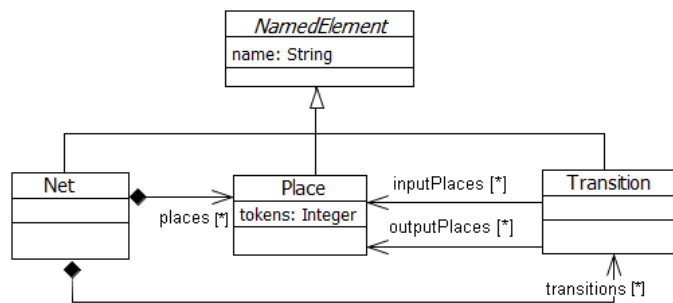 NamedElement
name: String
Net
Place
inputPlaces [*]
Transition
places [*]
tokens: Integer
outputPlaces [*]
transitions [*]